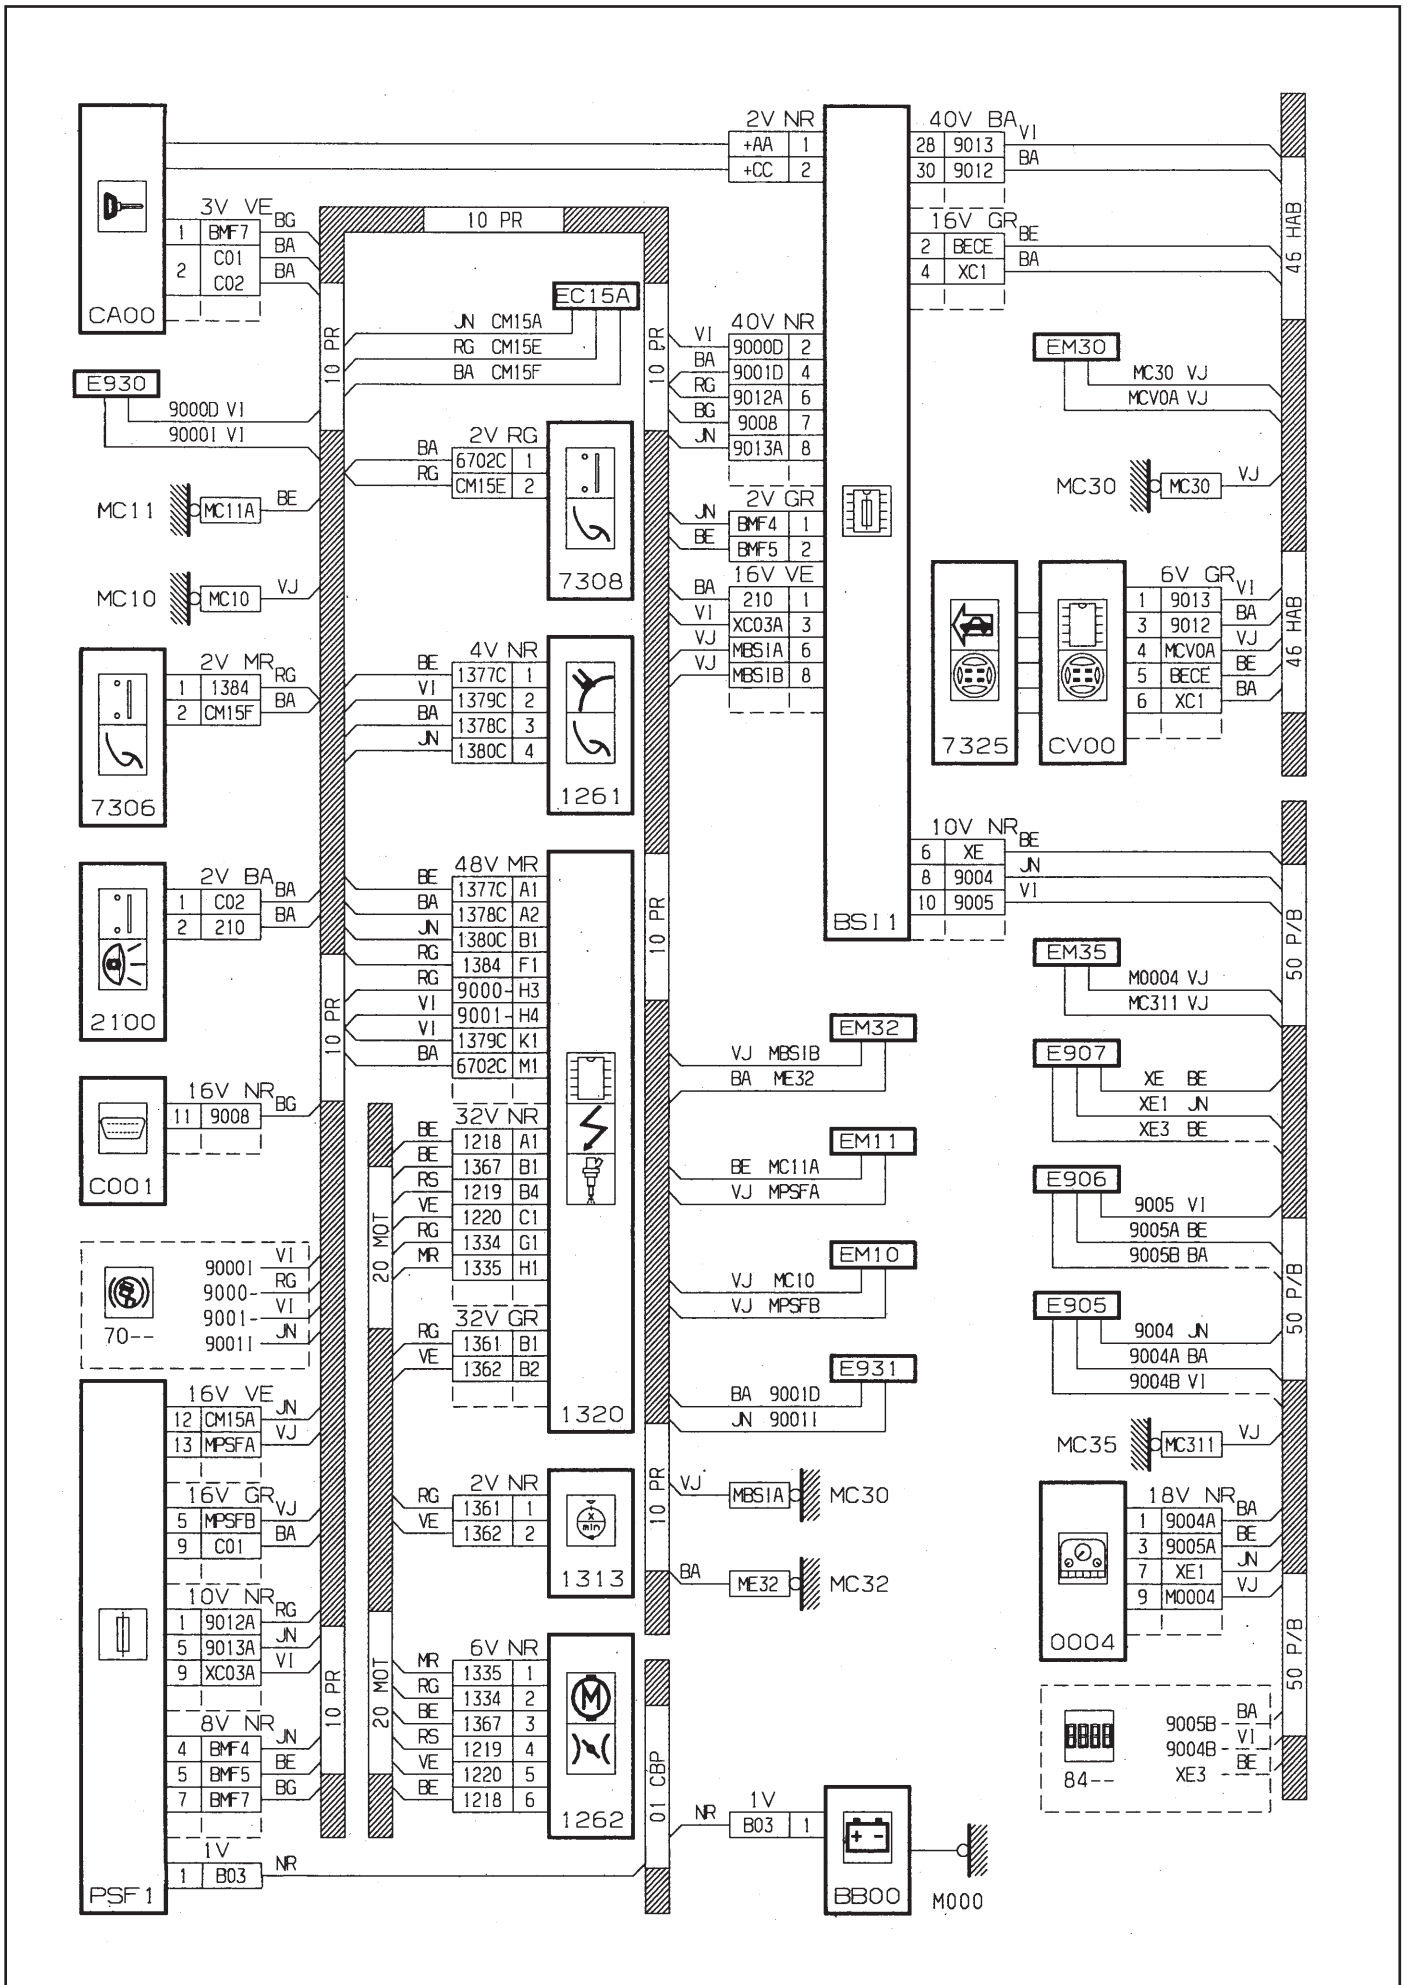 CA00
3V VE
1 BMF7 BG
2 C01 BA
C02 BA
E930
9000D VI
9000I VI
MC11 MC11A BE
MC10 MC10 VJ
7306
2V MR
1 1384 RG
2 CM15F BA
2100
2V BA
1 C02 BA
2 210 BA
C001
16V NR
11 9008 BG
70--
9000I VI
9000- RG
9001- VI
9001I JN
PSF1
16V VE
12 CM15A JN
13 MPSFA VJ
16V GR
5 MPSFB VJ
9 C01 BA
10V NR
1 9012A RG
5 9013A JN
9 XC03A VI
8V NR
4 BMF4 JN
5 BMF5 BE
7 BMF7 BG
1V
1 B03 NR
10 PR
10 PR
10 PR
10 PR
20 MOT
20 MOT
EC15A
JN CM15A
RG CM15E
BA CM15F
2V RG
BA 6702C 1
RG CM15E 2
7308
4V NR
BE 1377C 1
VI 1379C 2
BA 1378C 3
JN 1380C 4
1261
48V MR
BE 1377C A1
BA 1378C A2
JN 1380C B1
RG 1384 F1
RG 9000- H3
VI 9001- H4
VI 1379C K1
BA 6702C M1
32V NR
BE 1218 A1
BE 1367 B1
RS 1219 B4
VE 1220 C1
RG 1334 G1
MR 1335 H1
32V GR
RG 1361 B1
VE 1362 B2
1320
2V NR
RG 1361 1
VE 1362 2
x
min
1313
6V NR
MR 1335 1
RG 1334 2
BE 1367 3
RS 1219 4
VE 1220 5
BE 1218 6
M
1262
10 PR
10 PR
10 PR
01 CBP
2V NR
+AA 1
+CC 2
40V NR
VI 9000D 2
BA 9001D 4
RG 9012A 6
BG 9008 7
JN 9013A 8
2V GR
JN BMF4 1
BE BMF5 2
16V VE
BA 210 1
VI XC03A 3
VJ MBSIA 6
VJ MBSIB 8
BSI1
EM32
VJ MBSIB
BA ME32
EM11
BE MC11A
VJ MPSFA
EM10
VJ MC10
VJ MPSFB
E931
BA 9001D
JN 9001I
VJ MBSIA MC30
BA ME32 MC32
1V
NR B03 1
+ -
BB00
M000
40V BA
28 9013 VI
30 9012 BA
16V GR
2 BECE BE
4 XC1 BA
46 HAB
EM30
MC30 VJ
MCV0A VJ
MC30 MC30 VJ
7325
CV00
6V GR
1 9013 VI
3 9012 BA
4 MCV0A VJ
5 BECE BE
6 XC1 BA
46 HAB
10V NR
6 XE BE
8 9004 JN
10 9005 VI
50 P/B
EM35
M0004 VJ
MC311 VJ
E907
XE BE
XE1 JN
XE3 BE
E906
9005 VI
9005A BE
9005B BA
50 P/B
E905
9004 JN
9004A BA
9004B VI
MC35 MC311 VJ
0004
18V NR
1 9004A BA
3 9005A BE
7 XE1 JN
9 M0004 VJ
50 P/B
84--
9005B BA
9004B VI
XE3 BE